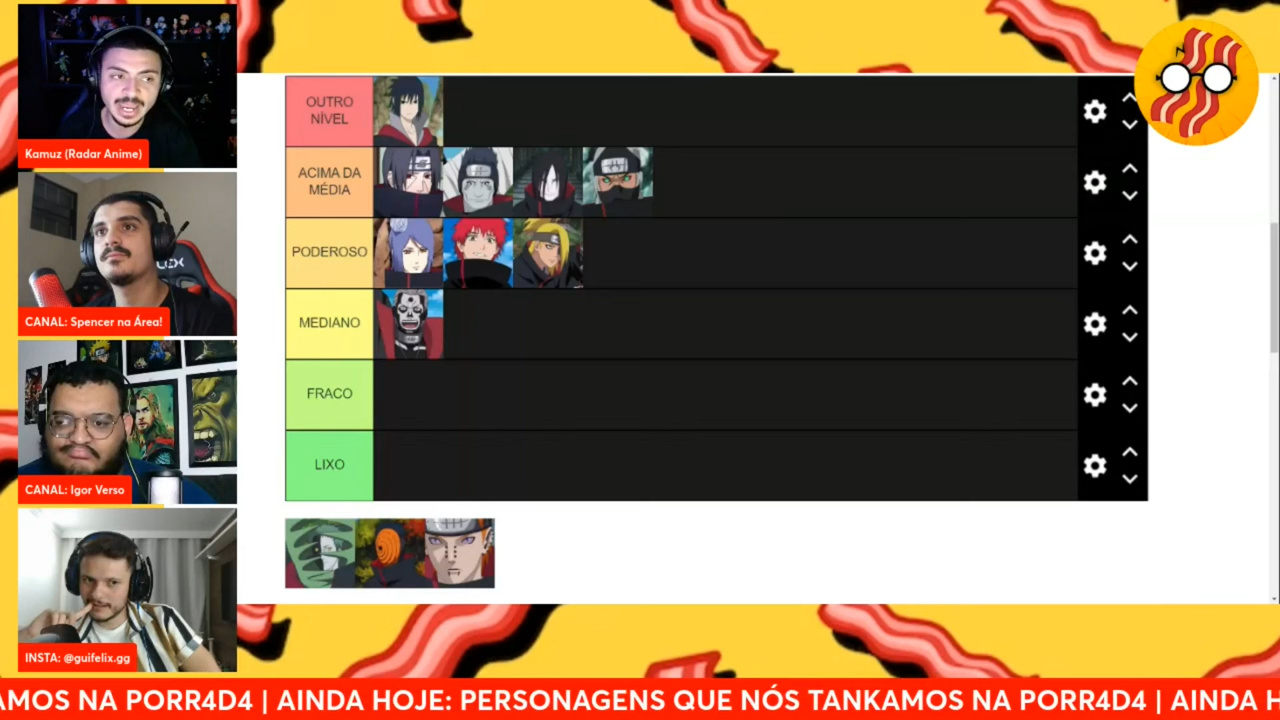 Kamuz (Radar Anime)
CANAL: Spencer na Área!
CANAL: Igor Verso
INSTA: @guifelix.gg
OUTRO
NÍVEL
ACIMA DA
MÉDIA
PODEROSO
MEDIANO
FRACO
LIXO
AMOS NA PORR4D4 | AINDA HOJE: PERSONAGENS QUE NÓS TANKAMOS NA PORR4D4 | AINDA H